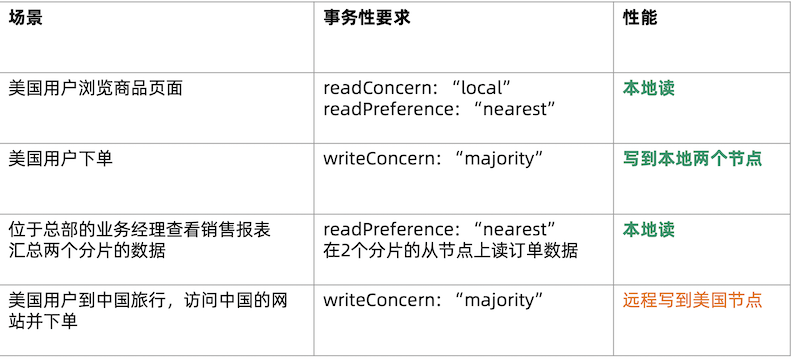 场景 事务性要求 性能
美国用户浏览商品页面 readConcern:“local” 本地读
readPreference:“nearest”
美国用户下单 writeConcern:“majority” 写到本地两个节点
位于总部的业务经理查看销售报表 readPreference:“nearest” 本地读
汇总两个分片的数据 在2个分片的从节点上读订单数据
美国用户到中国旅行，访问中国的网 writeConcern:“majority” 远程写到美国节点
站并下单